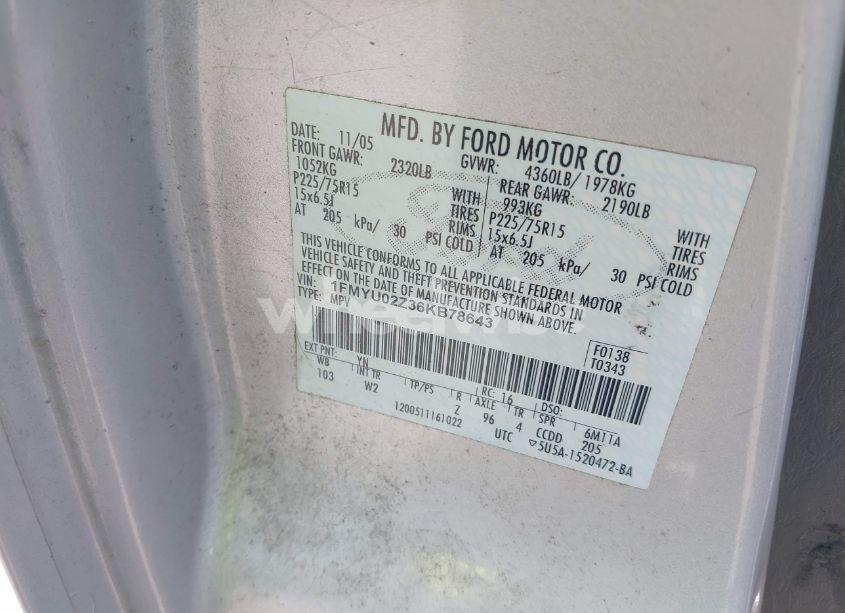 MFD. BY FORD MOTOR CO.
DATE: 11/05 GVWR: 4360LB/ 1978KG
FRONT GAWR: 2320LB REAR GAWR: 2190LB
1052KG WITH 993KG WITH
P225/75R15 TIRES P225/75R15 TIRES
15x6.5J RIMS 15x6.5J RIMS
AT 205 kPa/ 30 PSI COLD AT 205 kPa/ 30 PSI COLD
THIS VEHICLE CONFORMS TO ALL APPLICABLE FEDERAL MOTOR
VEHICLE SAFETY AND THEFT PREVENTION STANDARDS IN
EFFECT ON THE DATE OF MANUFACTURE SHOWN ABOVE.
VIN: 1FMYU02Z36KB78643
TYPE: MPV
F0138
T0343
EXT PNT: YN RC: 16 DSO:
WB INT TR TP/PS R AXLE TR SPR 6M11A
103 W2 Z 96 4 CCDD 205
1200511161022 UTC ▽5U5A-1520472-BA